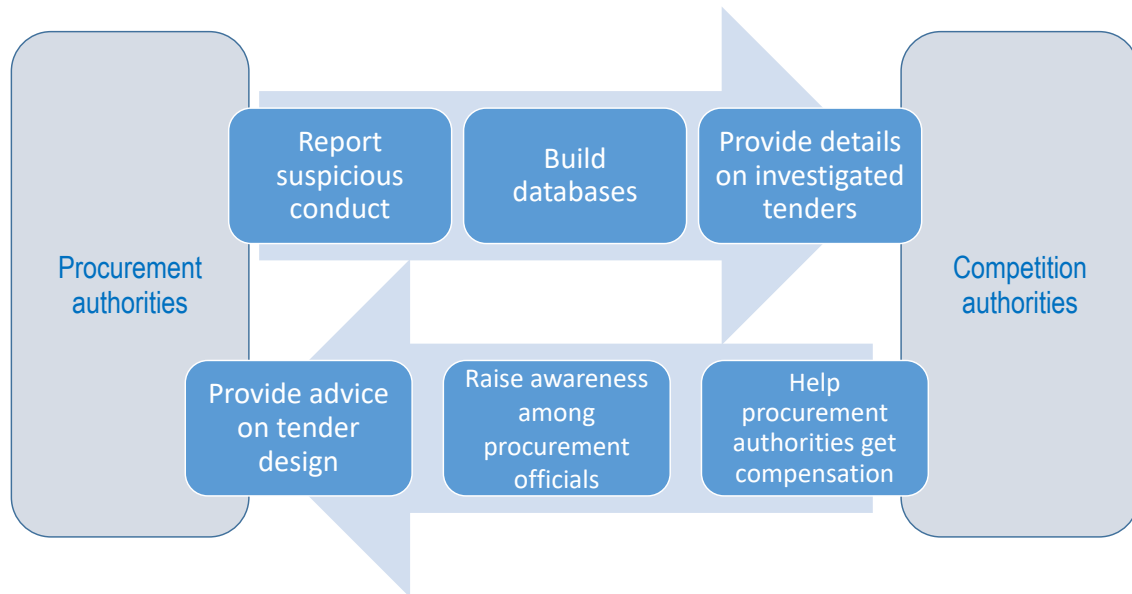 Procurement
authorities
Report
suspicious
conduct
Build
databases
Provide details
on investigated
tenders
Competition
authorities
Provide advice
on tender
design
Raise awareness
among
procurement
officials
Help
procurement
authorities get
compensation